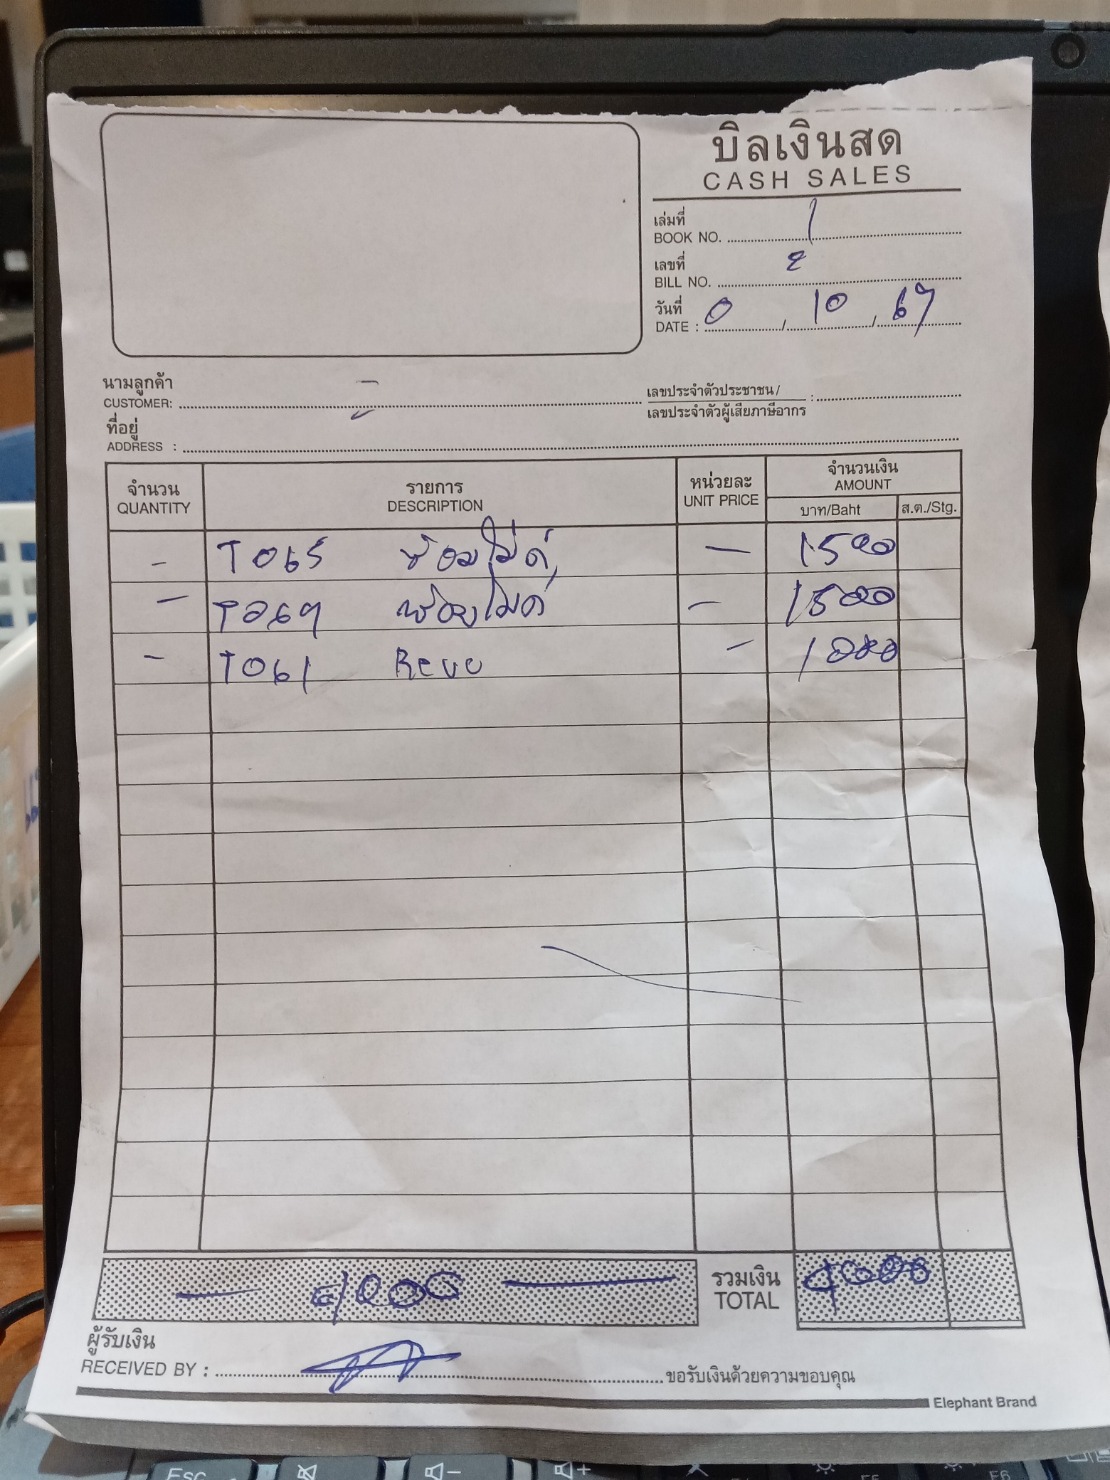 บิลเงินสด
CASH SALES
เล่มที่
BOOK NO. 1
เลขที่
BILL NO. 2
วันที่
DATE : 0 / 10 / 67
นามลูกค้า
CUSTOMER: -
เลขประจำตัวประชาชน /
เลขประจำตัวผู้เสียภาษีอากร :
ที่อยู่
ADDRESS :
จำนวน รายการ หน่วยละ จำนวนเงิน
QUANTITY DESCRIPTION UNIT PRICE AMOUNT
บาท/Baht ส.ต./Stg.
- T065 - 1500
- - 1500
- T061 Revo - 1000
รวมเงิน
TOTAL 4000
— 4000 —
ผู้รับเงิน
RECEIVED BY : ขอรับเงินด้วยความขอบคุณ
Elephant Brand
Esc
F6